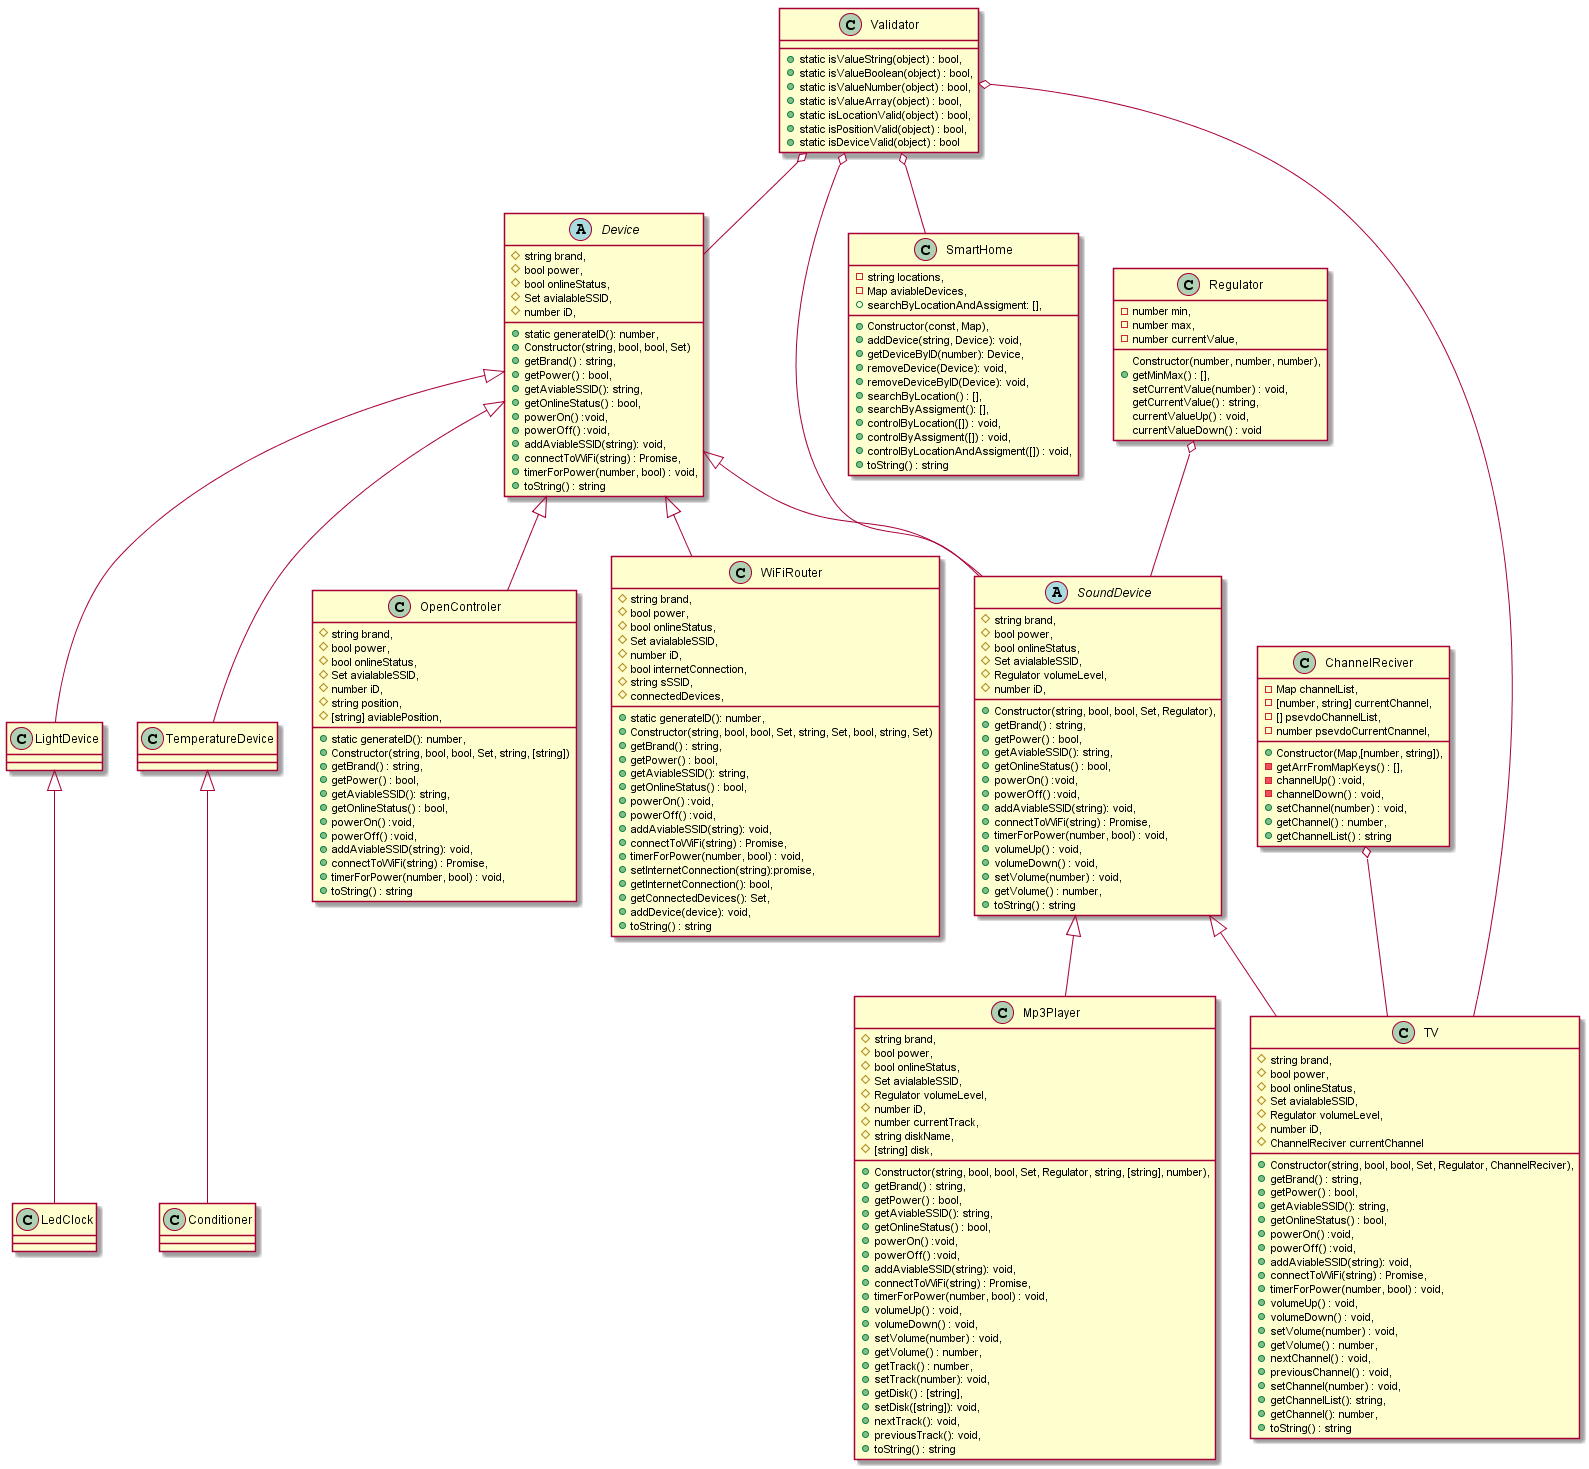 C Validator
static isValueString(object) : bool,
static isValueBoolean(object) : bool,
static isValueNumber(object) : bool,
static isValueArray(object) : bool,
static isLocationValid(object) : bool,
static isPositionValid(object) : bool,
static isDeviceValid(object) : bool
A Device
string brand,
bool power,
bool onlineStatus,
Set avialableSSID,
number iD,
static generateID(): number,
Constructor(string, bool, bool, Set)
getBrand() : string,
getPower() : bool,
getAviableSSID(): string,
getOnlineStatus() : bool,
powerOn() :void,
powerOff() :void,
addAviableSSID(string): void,
connectToWiFi(string) : Promise,
timerForPower(number, bool) : void,
toString() : string
C SmartHome
string locations,
Map aviableDevices,
searchByLocationAndAssigment: [],
Constructor(const, Map),
addDevice(string, Device): void,
getDeviceByID(number): Device,
removeDevice(Device): void,
removeDeviceByID(Device): void,
searchByLocation() : [],
searchByAssigment(): [],
controlByLocation([]) : void,
controlByAssigment([]) : void,
controlByLocationAndAssigment([]) : void,
toString() : string
C Regulator
number min,
number max,
number currentValue,
Constructor(number, number, number),
getMinMax() : [],
setCurrentValue(number) : void,
getCurrentValue() : string,
currentValueUp() : void,
currentValueDown() : void
C OpenControler
string brand,
bool power,
bool onlineStatus,
Set avialableSSID,
number iD,
string position,
[string] aviablePosition,
static generateID(): number,
Constructor(string, bool, bool, Set, string, [string])
getBrand() : string,
getPower() : bool,
getAviableSSID(): string,
getOnlineStatus() : bool,
powerOn() :void,
powerOff() :void,
addAviableSSID(string): void,
connectToWiFi(string) : Promise,
timerForPower(number, bool) : void,
toString() : string
C WiFiRouter
string brand,
bool power,
bool onlineStatus,
Set avialableSSID,
number iD,
bool internetConnection,
string sSSID,
connectedDevices,
static generateID(): number,
Constructor(string, bool, bool, Set, string, Set, bool, string, Set)
getBrand() : string,
getPower() : bool,
getAviableSSID(): string,
getOnlineStatus() : bool,
powerOn() :void,
powerOff() :void,
addAviableSSID(string): void,
connectToWiFi(string) : Promise,
timerForPower(number, bool) : void,
setInternetConnection(string):promise,
getInternetConnection(): bool,
getConnectedDevices(): Set,
addDevice(device): void,
toString() : string
A SoundDevice
string brand,
bool power,
bool onlineStatus,
Set avialableSSID,
Regulator volumeLevel,
number iD,
Constructor(string, bool, bool, Set, Regulator),
getBrand() : string,
getPower() : bool,
getAviableSSID(): string,
getOnlineStatus() : bool,
powerOn() :void,
powerOff() :void,
addAviableSSID(string): void,
connectToWiFi(string) : Promise,
timerForPower(number, bool) : void,
volumeUp() : void,
volumeDown() : void,
setVolume(number) : void,
getVolume() : number,
toString() : string
C ChannelReciver
Map channelList,
[number, string] currentChannel,
[] psevdoChannelList,
number psevdoCurrentChannel,
Constructor(Map,[number, string]),
getArrFromMapKeys() : [],
channelUp() :void,
channelDown() : void,
setChannel(number) : void,
getChannel() : number,
getChannelList() : string
C LightDevice
C TemperatureDevice
C Mp3Player
string brand,
bool power,
bool onlineStatus,
Set avialableSSID,
Regulator volumeLevel,
number iD,
number currentTrack,
string diskName,
[string] disk,
Constructor(string, bool, bool, Set, Regulator, string, [string], number),
getBrand() : string,
getPower() : bool,
getAviableSSID(): string,
getOnlineStatus() : bool,
powerOn() :void,
powerOff() :void,
addAviableSSID(string): void,
connectToWiFi(string) : Promise,
timerForPower(number, bool) : void,
volumeUp() : void,
volumeDown() : void,
setVolume(number) : void,
getVolume() : number,
getTrack() : number,
setTrack(number): void,
getDisk() : [string],
setDisk([string]): void,
nextTrack(): void,
previousTrack(): void,
toString() : string
C TV
string brand,
bool power,
bool onlineStatus,
Set avialableSSID,
Regulator volumeLevel,
number iD,
ChannelReciver currentChannel
Constructor(string, bool, bool, Set, Regulator, ChannelReciver),
getBrand() : string,
getPower() : bool,
getAviableSSID(): string,
getOnlineStatus() : bool,
powerOn() :void,
powerOff() :void,
addAviableSSID(string): void,
connectToWiFi(string) : Promise,
timerForPower(number, bool) : void,
volumeUp() : void,
volumeDown() : void,
setVolume(number) : void,
getVolume() : number,
nextChannel() : void,
previousChannel() : void,
setChannel(number) : void,
getChannelList(): string,
getChannel(): number,
toString() : string
C LedClock
C Conditioner